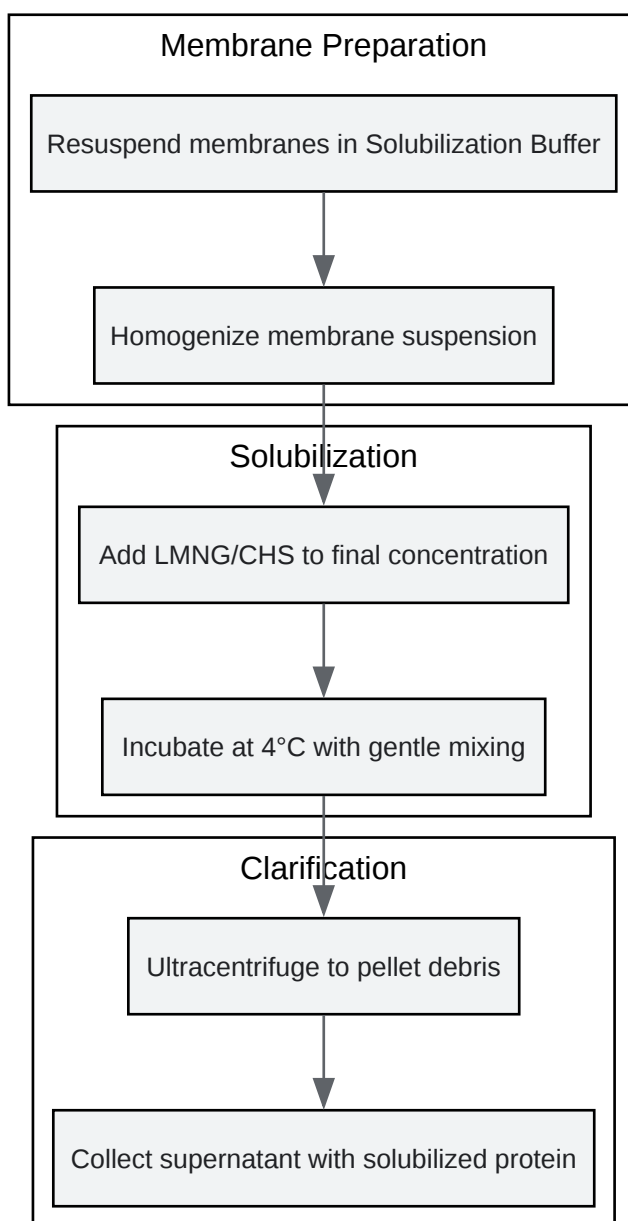 Membrane Preparation
Resuspend membranes in Solubilization Buffer
Homogenize membrane suspension
Solubilization
Add LMNG/CHS to final concentration
Incubate at 4°C with gentle mixing
Clarification
Ultracentrifuge to pellet debris
Collect supernatant with solubilized protein